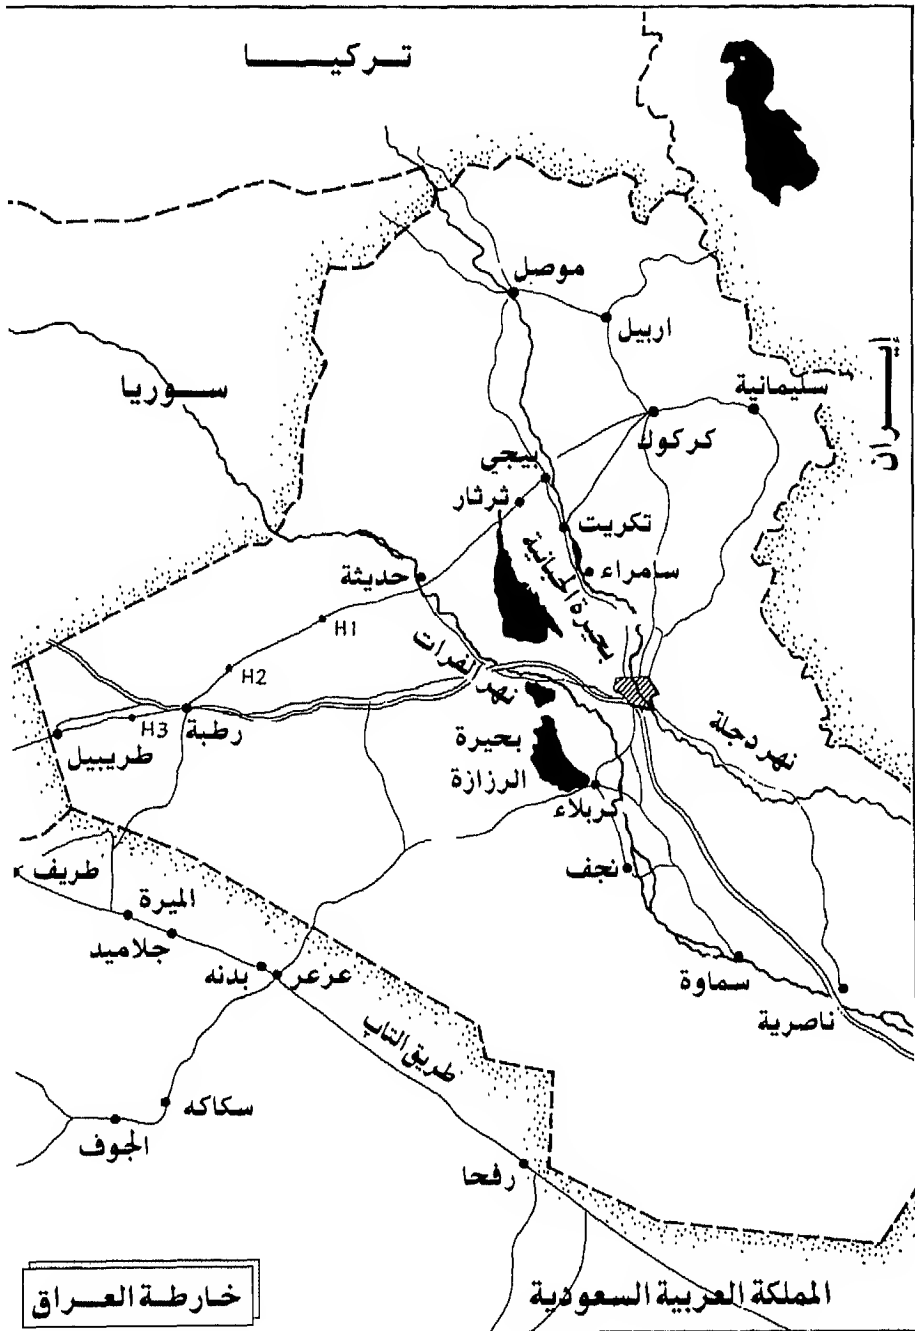 تركيا
موصل
اربيل
إيران
سوريا
سليمانية
كركوك
بيجي
ثرثار
تكريت
بحيرة الحبانية
سامراء
حديثة
H1
نهر الفرات
H2
نهر دجلة
H3
رطبة
طريبيل
بحيرة
الرزازة
كربلاء
نجف
طريف
الميرة
جلاميد
بدنه
عرعر
سماوة
ناصرية
طريق التاپ
سكاكه
الجوف
رفحا
المملكة العربية السعودية
خارطة العراق